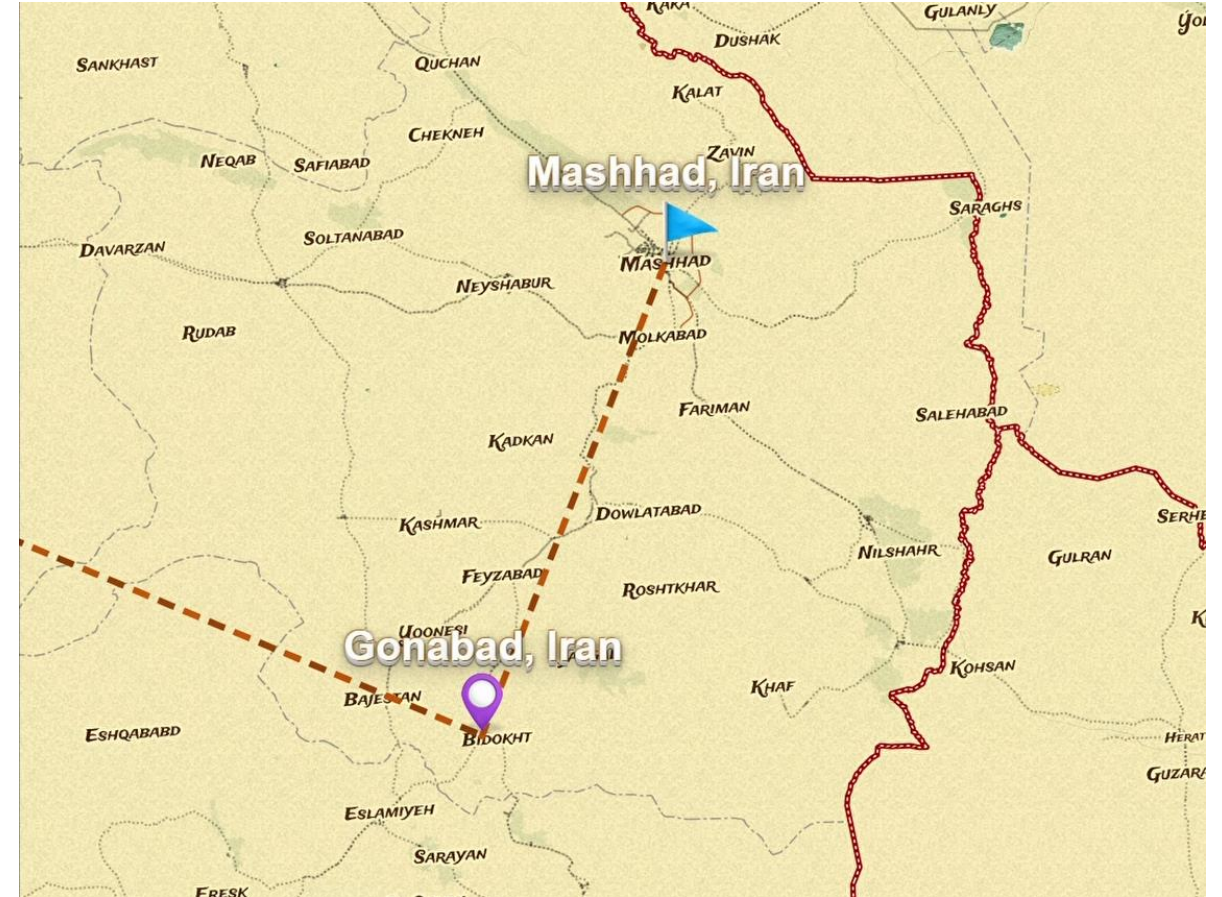 KAKA
GULANLY
DUSHAK
SANKHAST
QUCHAN
KALAT
CHEKNEH
ZAVIN
NEQAB
SAFIABAD
Mashhad, Iran
SARAGHS
SOLTANABAD
DAVARZAN
MASHHAD
NEYSHABUR
RUDAB
MOLKABAD
FARIMAN
SALEHABAD
KADKAN
KASHMAR
DOWLATABAD
SERHE
NILSHAHR
GULRAN
FEYZABAD
ROSHTKHAR
Gonabad, Iran
KOHSAN
KHAF
BAJESTAN
ESHQABABD
BIDOKHT
HERAT
GUZARA
ESLAMIYEH
SARAYAN
ERESK